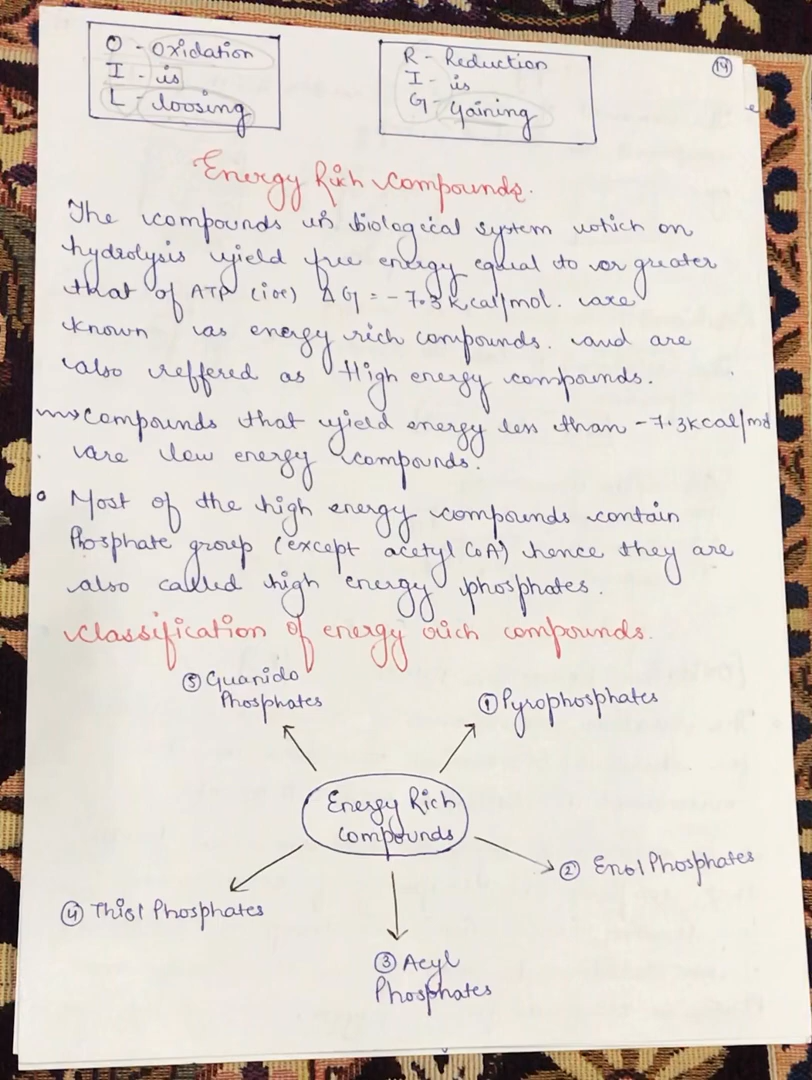 O - Oxidation
I - is
L - loosing
R - Reduction
I - is
G - gaining
14
Energy Rich compounds.
The compounds in biological system which on
hydrolysis yield free energy equal to or greater
that of ATP (ioe) ΔG = -7.3 kcal/mol. are
known as energy rich compounds. and are
also reffered as High energy compounds.
compounds that yield energy less than -7.3kcal/mol
are low energy compounds.
Most of the high energy compounds contain
Phosphate group (except acetyl CoA) hence they are
also called high energy phosphates.
Classification of energy rich compounds.
⑤ Guanido
Phosphates
① Pyrophosphates
Energy Rich
compounds
② Enol Phosphates
④ Thiol Phosphates
③ Acyl
Phosphates